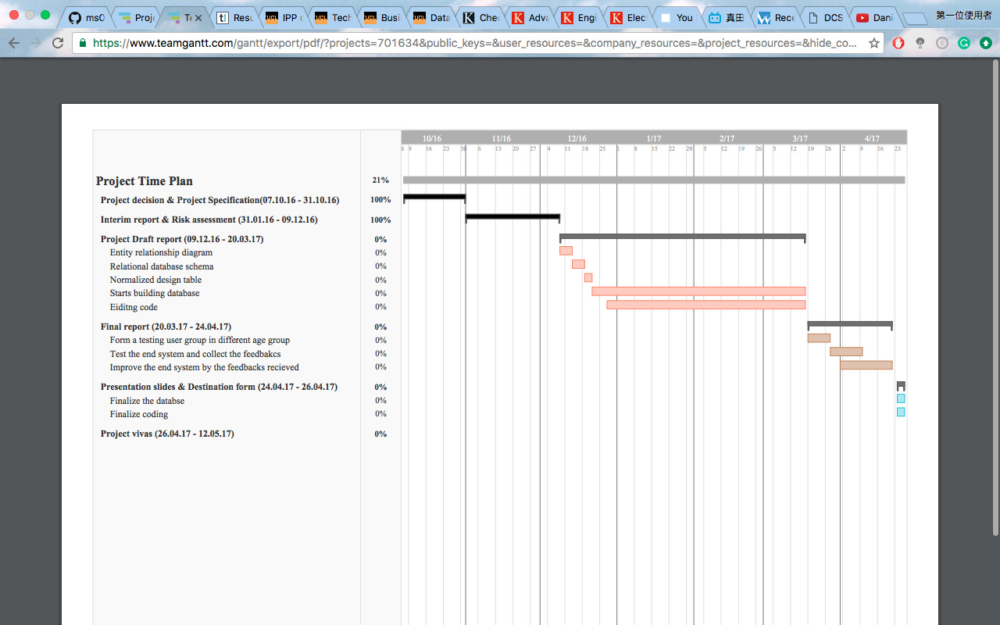 ms0
Proje
Te
Resu
IPP c
Tech
Busi
Data
Chec
Adva
Engi
Elect
You
真田
Rece
DCS
Dani
第一位使用者
https://www.teamgantt.com/gantt/export/pdf/?projects=701634&public_keys=&user_resources=&company_resources=&project_resources=&hide_co...
10/16 11/16 12/16 1/17 2/17 3/17 4/17
6 9 16 23 30 6 13 20 27 4 11 18 25 1 8 15 22 29 5 12 19 26 5 12 19 26 2 9 16 23
Project Time Plan 21%
Project decision & Project Specification(07.10.16 - 31.10.16) 100%
Interim report & Risk assessment (31.01.16 - 09.12.16) 100%
Project Draft report (09.12.16 - 20.03.17) 0%
Entity relationship diagram 0%
Relational database schema 0%
Normalized design table 0%
Starts building database 0%
Eiditng code 0%
Final report (20.03.17 - 24.04.17) 0%
Form a testing user group in different age group 0%
Test the end system and collect the feedbakcs 0%
Improve the end system by the feedbacks recieved 0%
Presentation slides & Destination form (24.04.17 - 26.04.17) 0%
Finalize the databse 0%
Finalize coding 0%
Project vivas (26.04.17 - 12.05.17) 0%